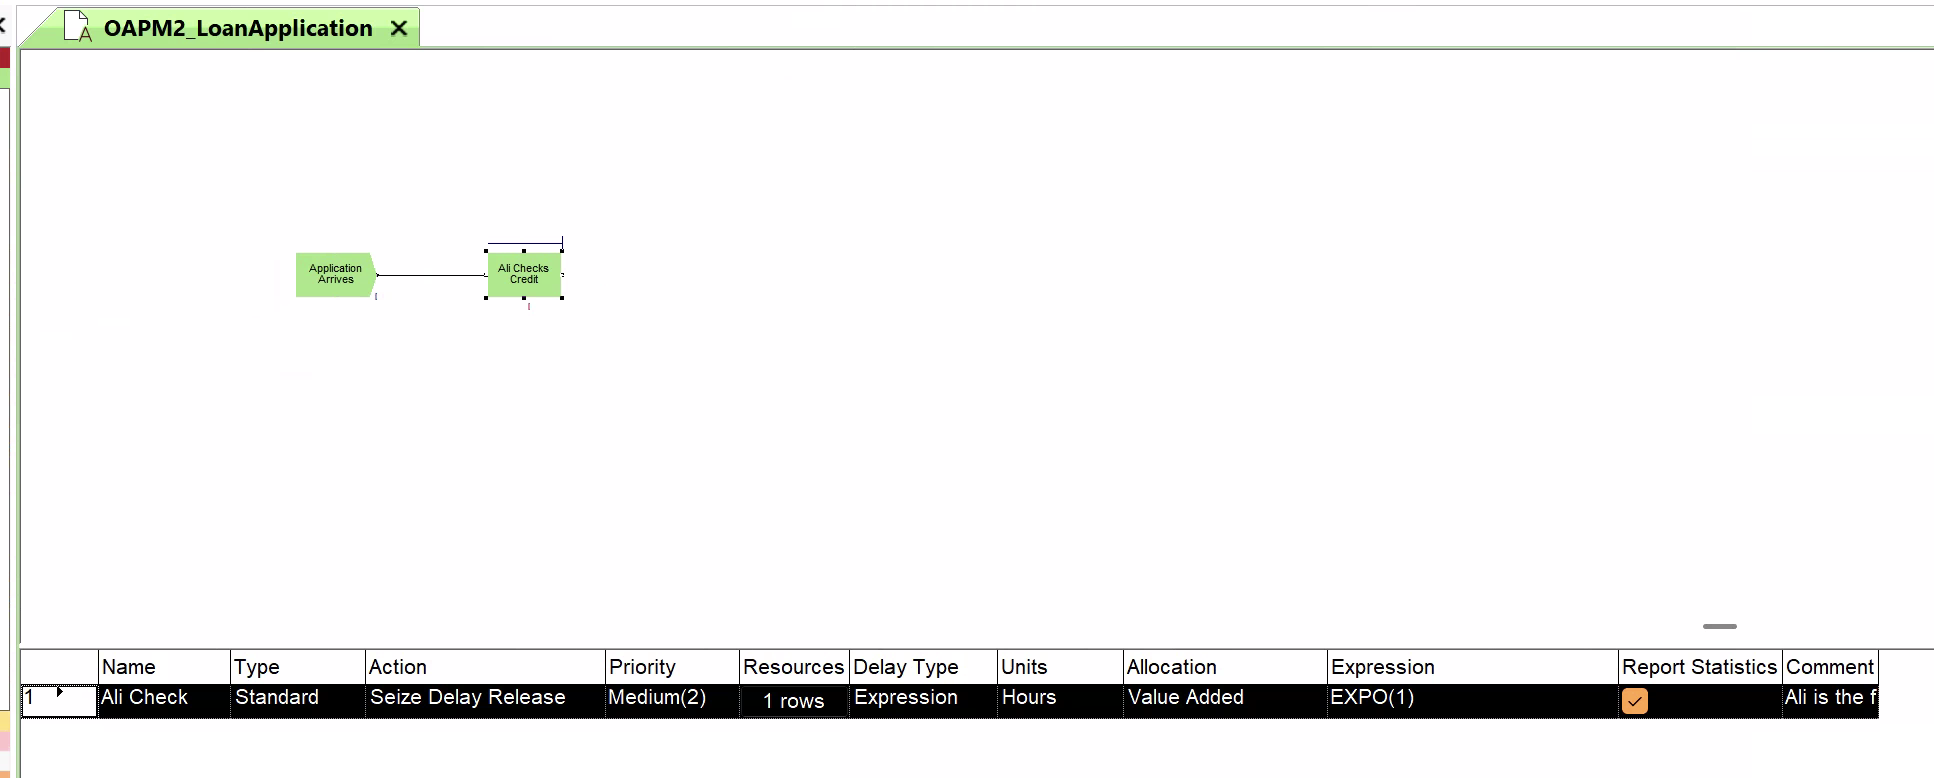 OAPM2_LoanApplication
Application
Arrives
Ali Checks
Credit
Name Type Action Priority Resources Delay Type Units Allocation Expression Report Statistics Comment
1 Ali Check Standard Seize Delay Release Medium(2) 1 rows Expression Hours Value Added EXPO(1) Ali is the f